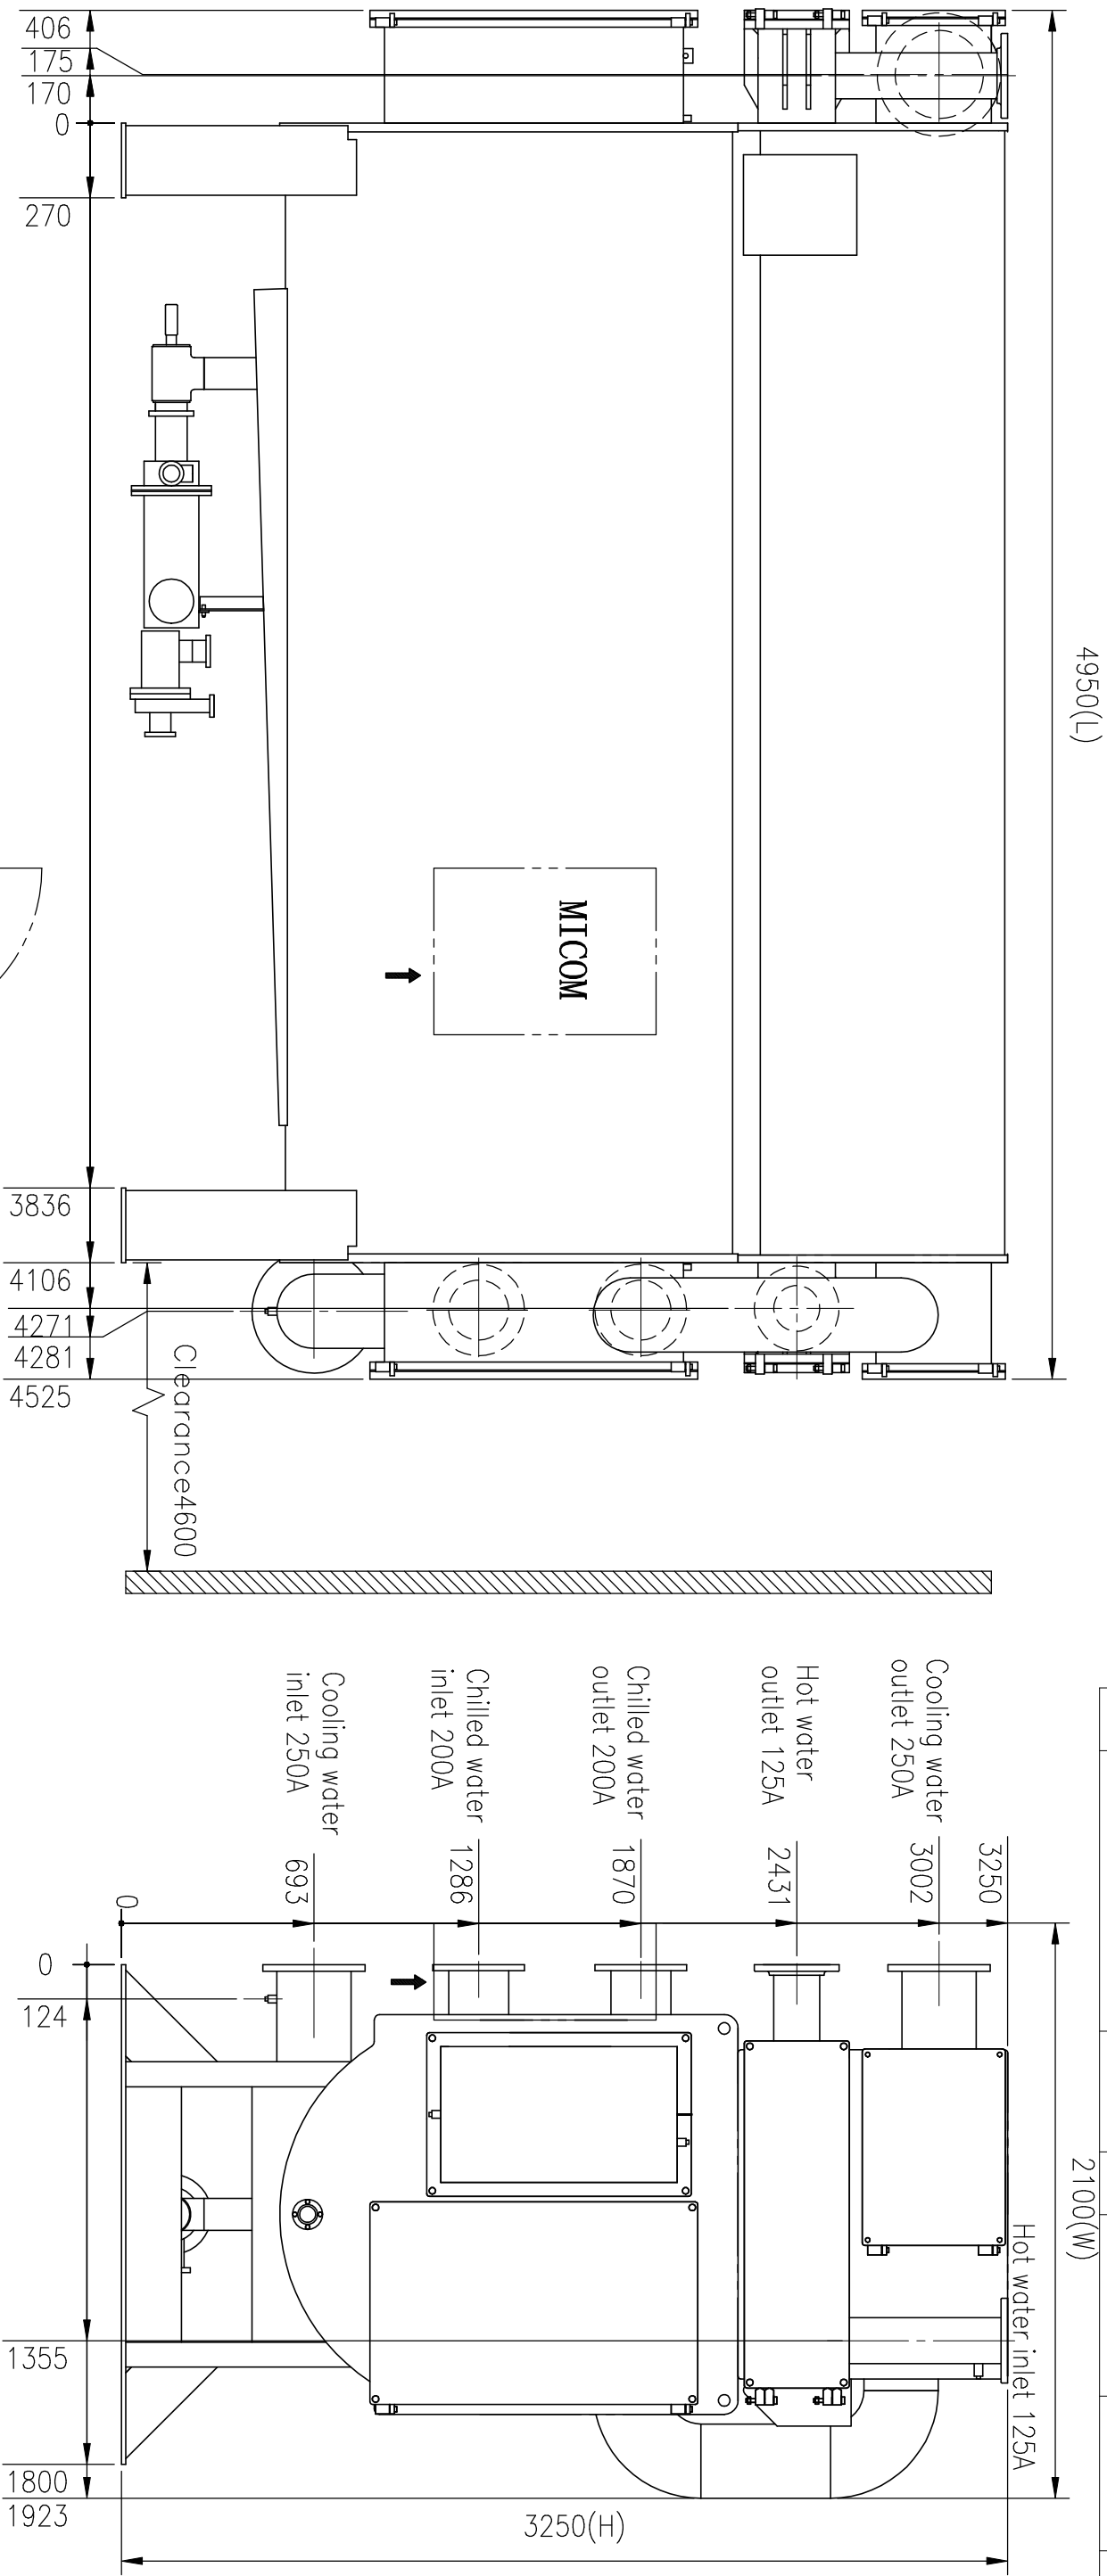 4950(L)
406
175
170
0
270
MICOM
3836
4106
4271
4281
4525
Clearance4600
Cooling water
outlet 250A
Hot water
outlet 125A
Chilled water
outlet 200A
Chilled water
inlet 200A
Cooling water
inlet 250A
3250
3002
2431
1870
1286
693
0
2100(W)
Hot water inlet 125A
0
124
1355
1800
1923
3250(H)